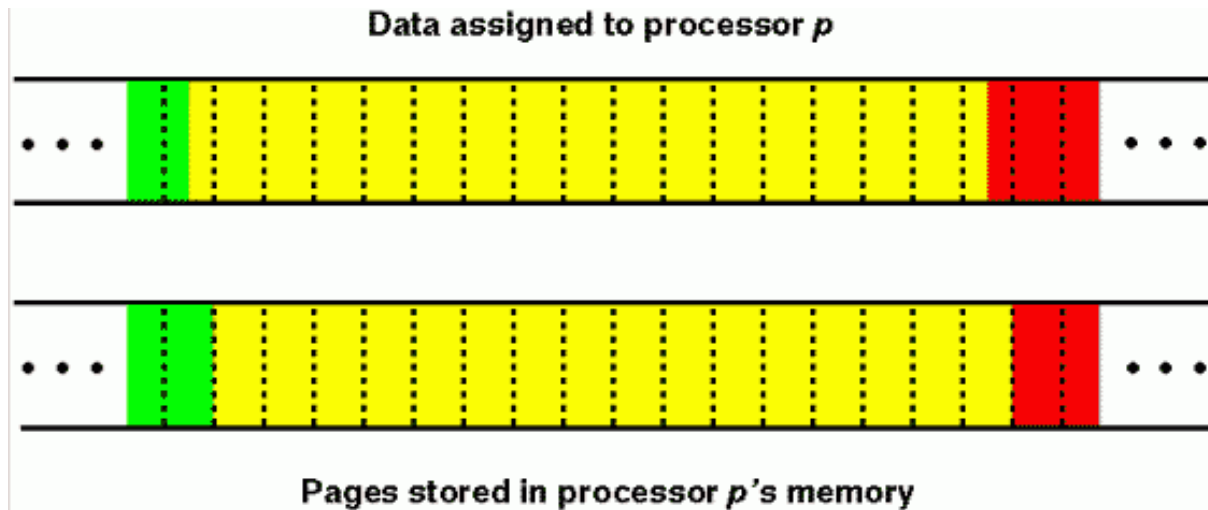 Data assigned to processor p
• • •
• • •
• • •
• • •
Pages stored in processor p's memory